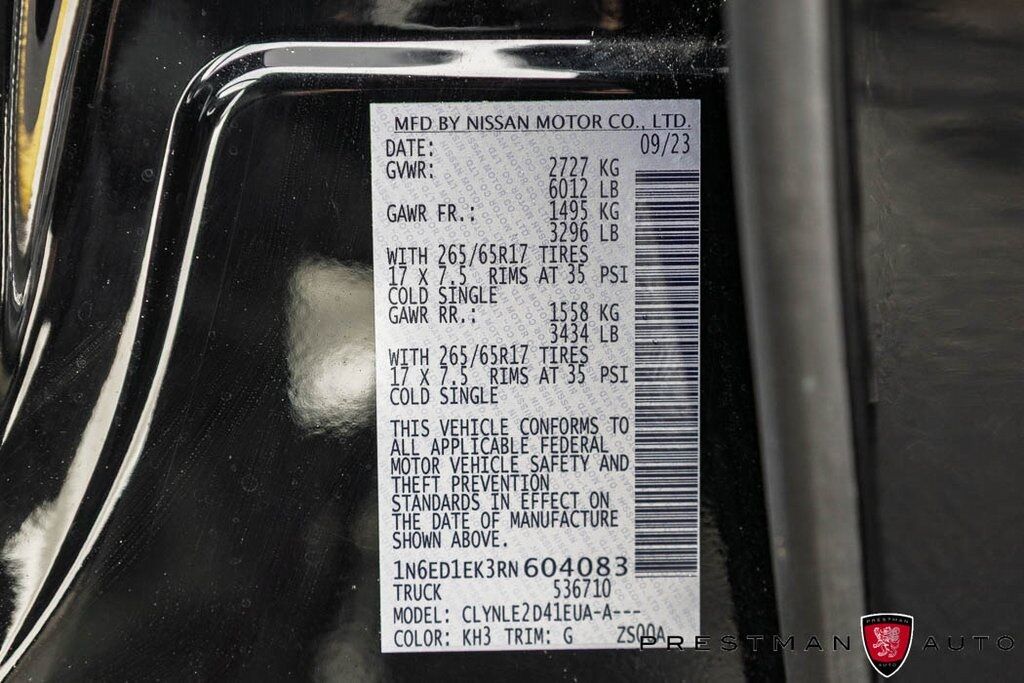 MFD BY NISSAN MOTOR CO., LTD.
DATE: 09/23
GVWR: 2727 KG
6012 LB
GAWR FR.: 1495 KG
3296 LB
WITH 265/65R17 TIRES
17 X 7.5 RIMS AT 35 PSI
COLD SINGLE
GAWR RR.: 1558 KG
3434 LB
WITH 265/65R17 TIRES
17 X 7.5 RIMS AT 35 PSI
COLD SINGLE
THIS VEHICLE CONFORMS TO
ALL APPLICABLE FEDERAL
MOTOR VEHICLE SAFETY AND
THEFT PREVENTION
STANDARDS IN EFFECT ON
THE DATE OF MANUFACTURE
SHOWN ABOVE.
1N6ED1EK3RN604083
TRUCK 536710
MODEL: CLYNLE2D41EUA-A---
COLOR: KH3 TRIM: G ZS00A
PRESTMAN
PRESTMAN AUTO